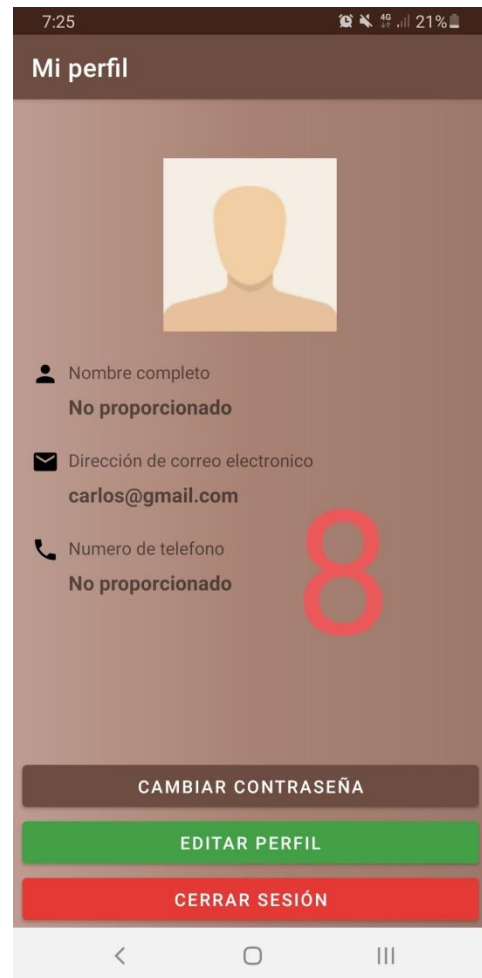 7:25
4G
21%
Mi perfil
Nombre completo
No proporcionado
Dirección de correo electronico
carlos@gmail.com
Numero de telefono
No proporcionado
8
CAMBIAR CONTRASEÑA
EDITAR PERFIL
CERRAR SESIÓN